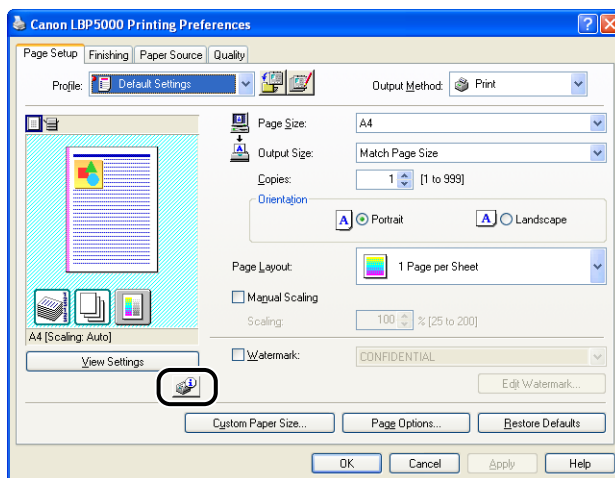 Canon LBP5000 Printing Preferences
Page Setup Finishing Paper Source Quality
Profile: Default Settings Output Method: Print
Page Size: A4
Output Size: Match Page Size
Copies: 1 [1 to 999]
Orientation
A Portrait A Landscape
Page Layout: 1 Page per Sheet
Manual Scaling
Scaling: 100 % [25 to 200]
A4 [Scaling: Auto]
View Settings
Watermark: CONFIDENTIAL
Edit Watermark...
Custom Paper Size... Page Options... Restore Defaults
OK Cancel Apply Help